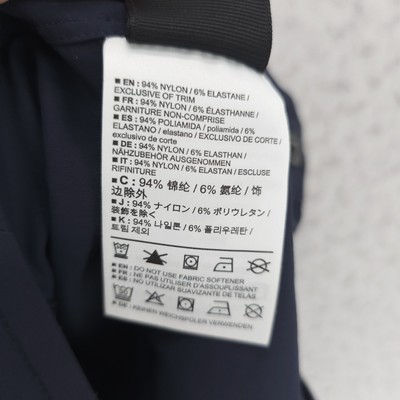 ■ EN: 94% NYLON / 6% ELASTANE /
EXCLUSIVE OF TRIM
■ FR: 94% NYLON / 6% ÉLASTHANNE /
GARNITURE NON-COMPRISE
■ ES: 94% POLIAMIDA / poliamida / 6%
ELASTANO / elastano / EXCLUSIVO DE CORTE /
exclusivo de corte
■ DE: 94% NYLON / 6% ELASTHAN /
NÄHZUBEHÖR AUSGENOMMEN
■ IT: 94% NYLON / 6% ELASTAN / ESCLUSE
RIFINITURE
■ C: 94% 锦纶 / 6% 氨纶 / 饰
边除外
■ J: 94% ナイロン / 6% ポリウレタン /
装飾を除く
■ K: 94% 나일론 / 6% 폴리우레탄 /
트림 제외
■ EN: DO NOT USE FABRIC SOFTENER
■ FR: NE PAS UTILISER D'ASSOUPLISSANT
■ ES: NO UTILIZAR SUAVIZANTE DE TELAS
■ DE: KEINEN WEICHSPÜLER VERWENDEN